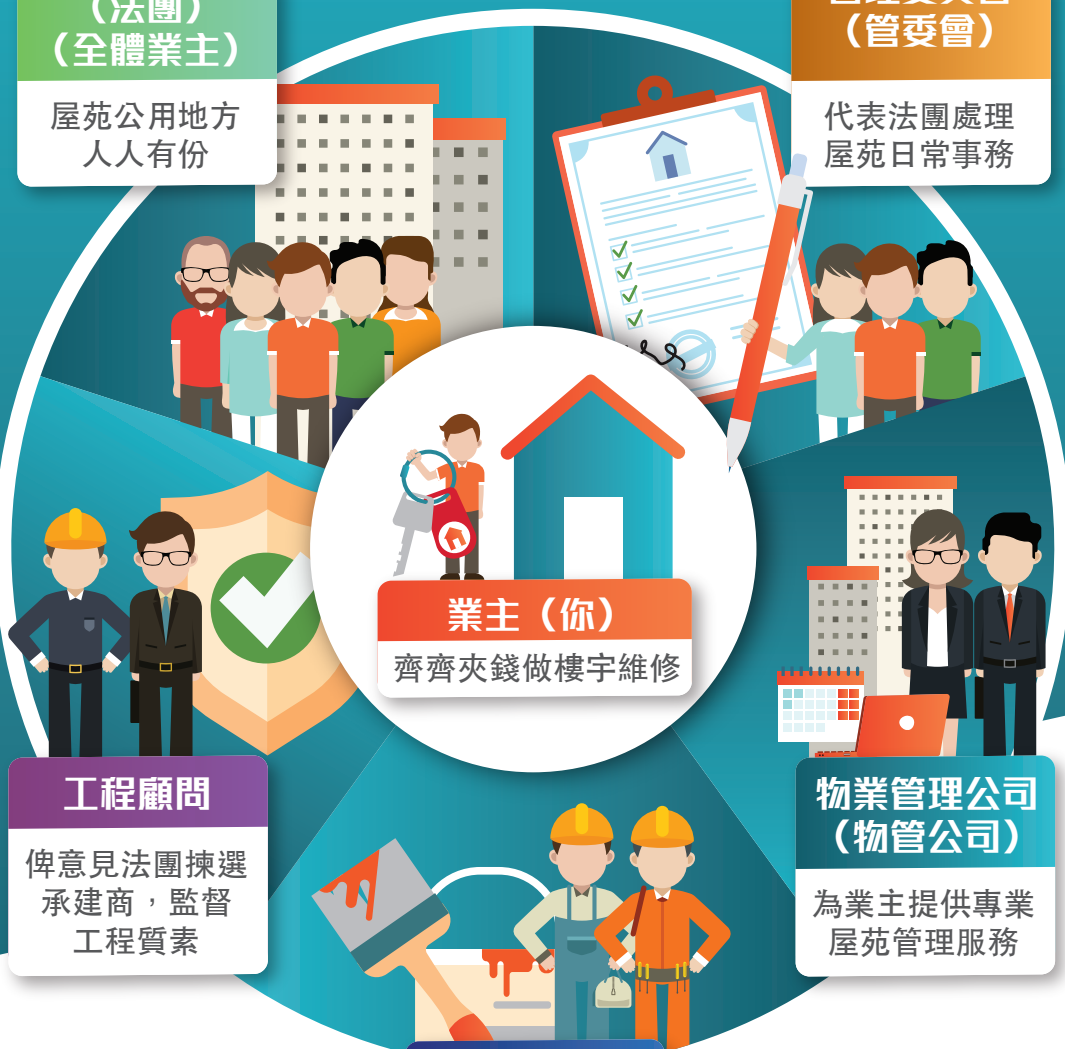 （法團）
（全體業主）
屋苑公用地方
人人有份
（管委會）
代表法團處理
屋苑日常事務
業主（你）
齊齊夾錢做樓宇維修
工程顧問
俾意見法團揀選
承建商，監督
工程質素
物業管理公司
（物管公司）
為業主提供專業
屋苑管理服務